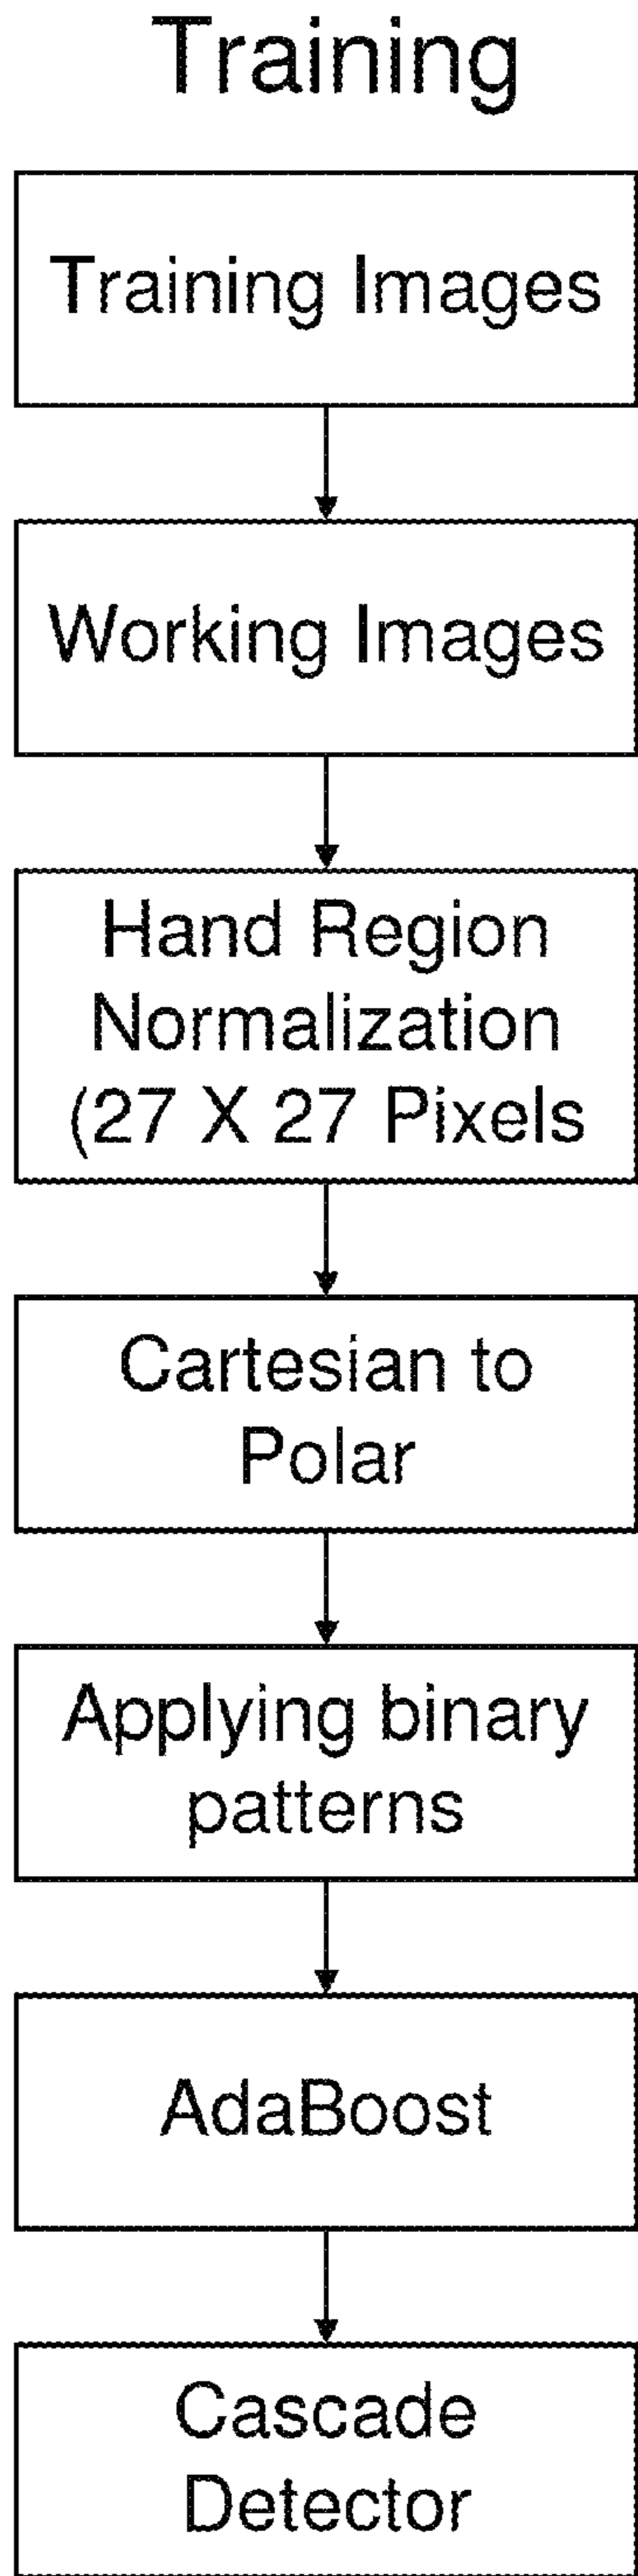 Training
Training Images
Working Images
Hand Region
Normalization
(27 X 27 Pixels
Cartesian to
Polar
Applying binary
patterns
AdaBoost
Cascade
Detector